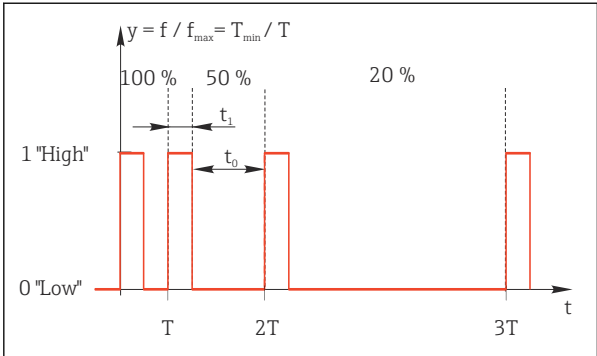 y = f / fmax = Tmin / T
100 % 50 % 20 %
t1
1 "High"
t0
0 "Low"
t
T 2T 3T